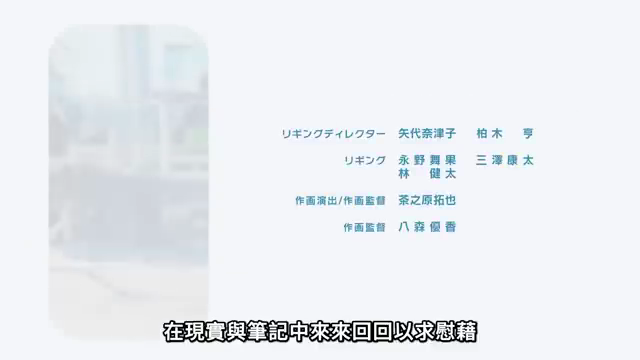 リギングディレクター 矢代奈津子 柏木 亨
リギング 永野舞果 三澤康太
林 健太
作画演出/作画監督 茶之原拓也
作画監督 八森優香
在現實與筆記中來來回回以求慰藉